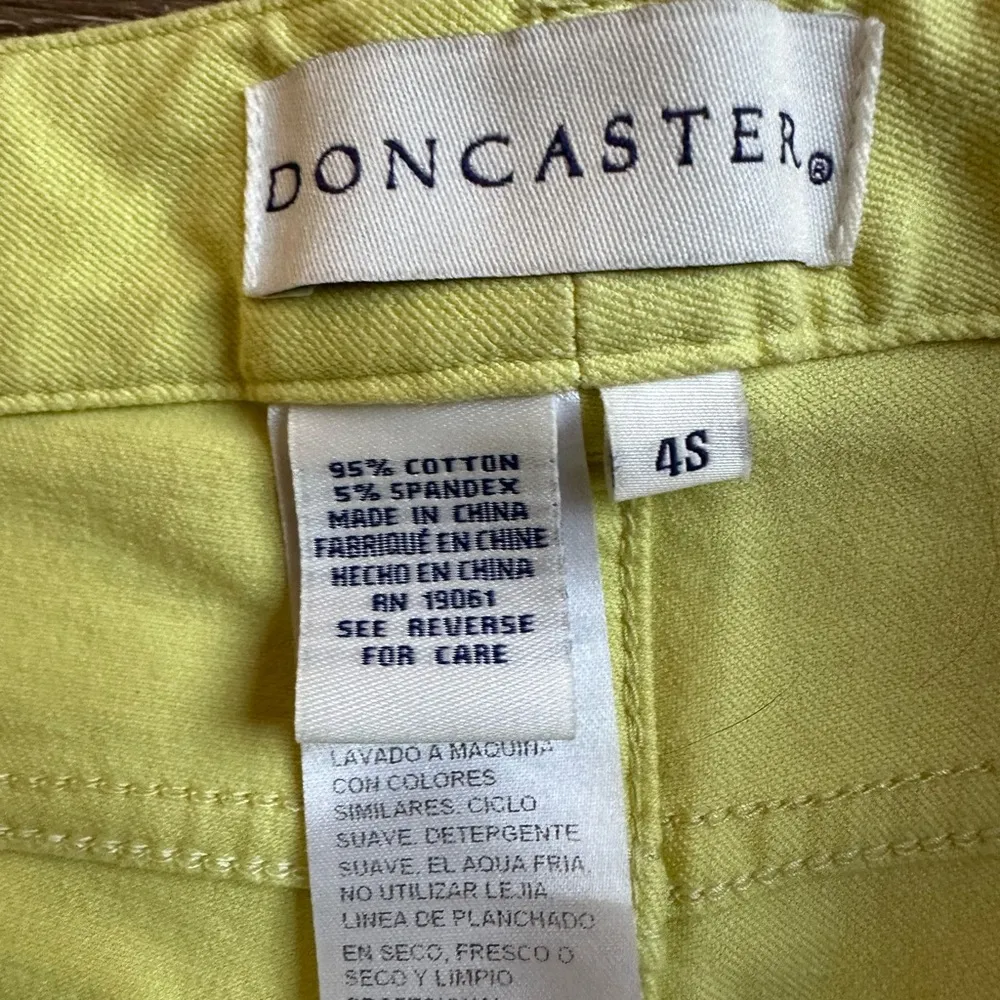 DONCASTER®
4S
95% COTTON
5% SPANDEX
MADE IN CHINA
FABRIQUÉ EN CHINE
HECHO EN CHINA
RN 19061
SEE REVERSE
FOR CARE
LAVADO A MAQUINA
CON COLORES
SIMILARES. CICLO
SUAVE. DETERGENTE
SUAVE. EL AQUA FRIA.
NO UTILIZAR LEJIA.
LINEA DE PLANCHADO
EN SECO, FRESCO O
SECO Y LIMPIO